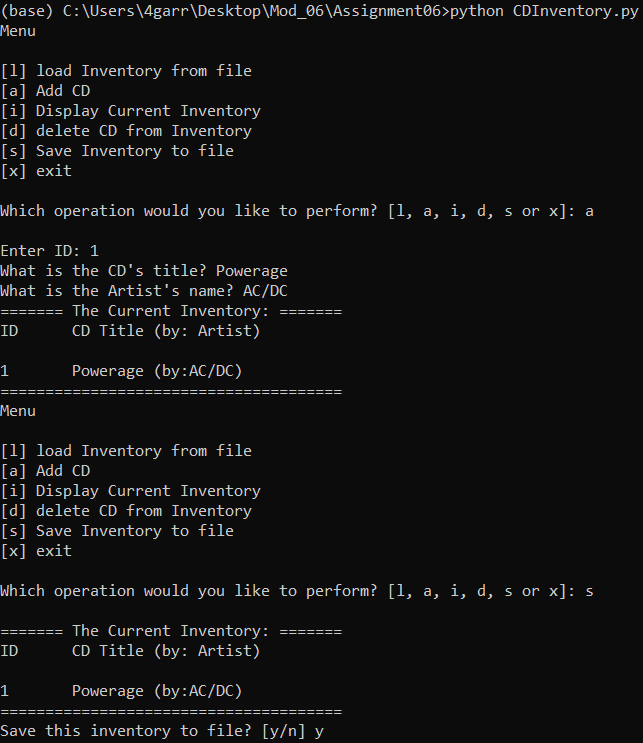 (base) C:\Users\4garr\Desktop\Mod_06\Assignment06>python CDInventory.py
Menu
[l] load Inventory from file
[a] Add CD
[i] Display Current Inventory
[d] delete CD from Inventory
[s] Save Inventory to file
[x] exit
Which operation would you like to perform? [l, a, i, d, s or x]: a
Enter ID: 1
What is the CD's title? Powerage
What is the Artist's name? AC/DC
======= The Current Inventory: =======
ID      CD Title (by: Artist)
1       Powerage (by:AC/DC)
======================================
Menu
[l] load Inventory from file
[a] Add CD
[i] Display Current Inventory
[d] delete CD from Inventory
[s] Save Inventory to file
[x] exit
Which operation would you like to perform? [l, a, i, d, s or x]: s
======= The Current Inventory: =======
ID      CD Title (by: Artist)
1       Powerage (by:AC/DC)
======================================
Save this inventory to file? [y/n] y